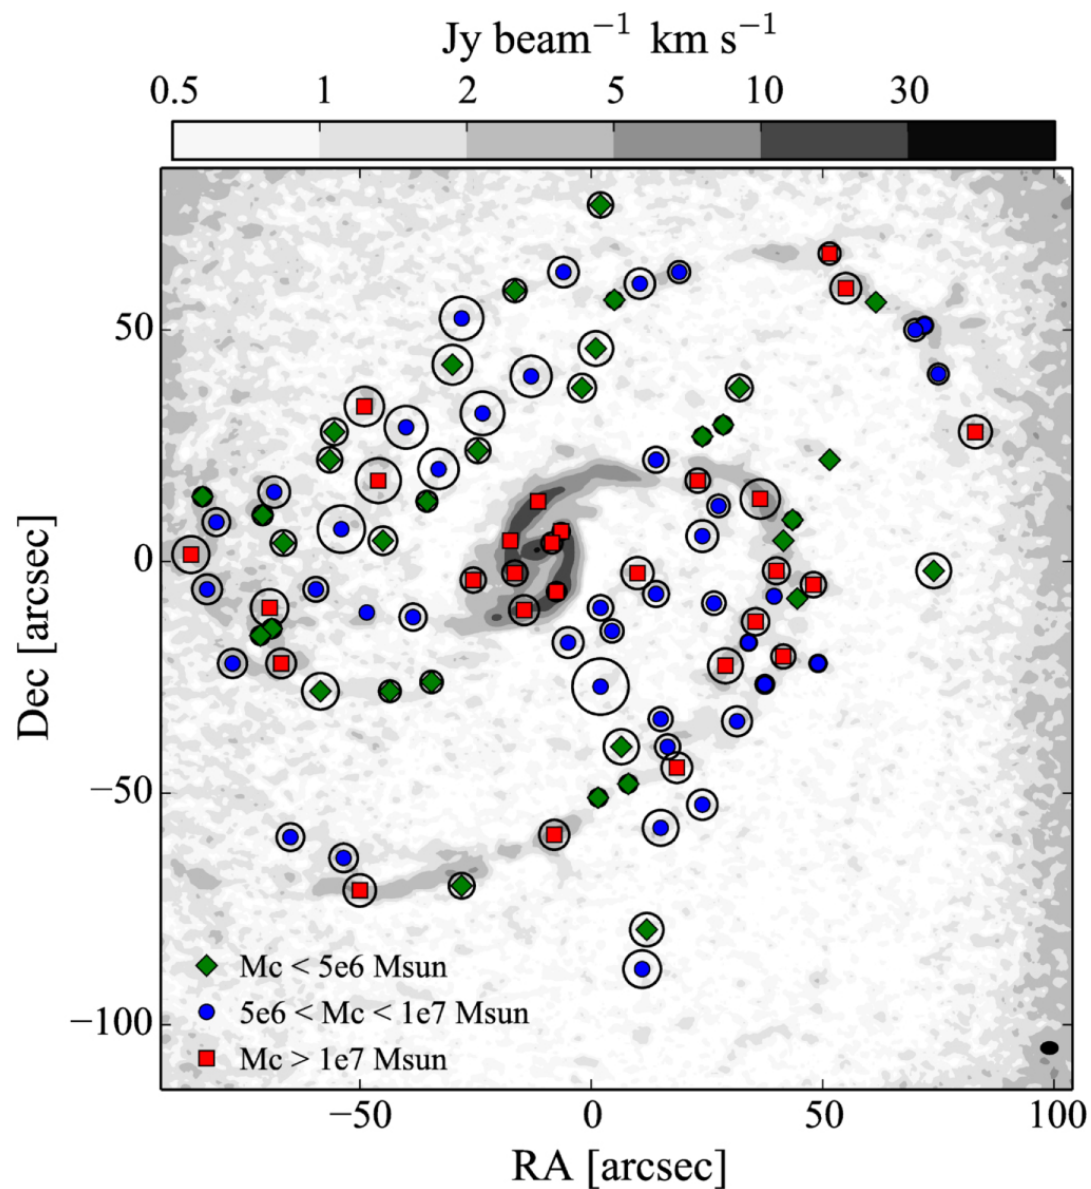 Jy beam⁻¹ km s⁻¹
0.5 1 2 5 10 30
50
0
−50
−100
Dec [arcsec]
Mc < 5e6 Msun
5e6 < Mc < 1e7 Msun
Mc > 1e7 Msun
−50 0 50 100
RA [arcsec]